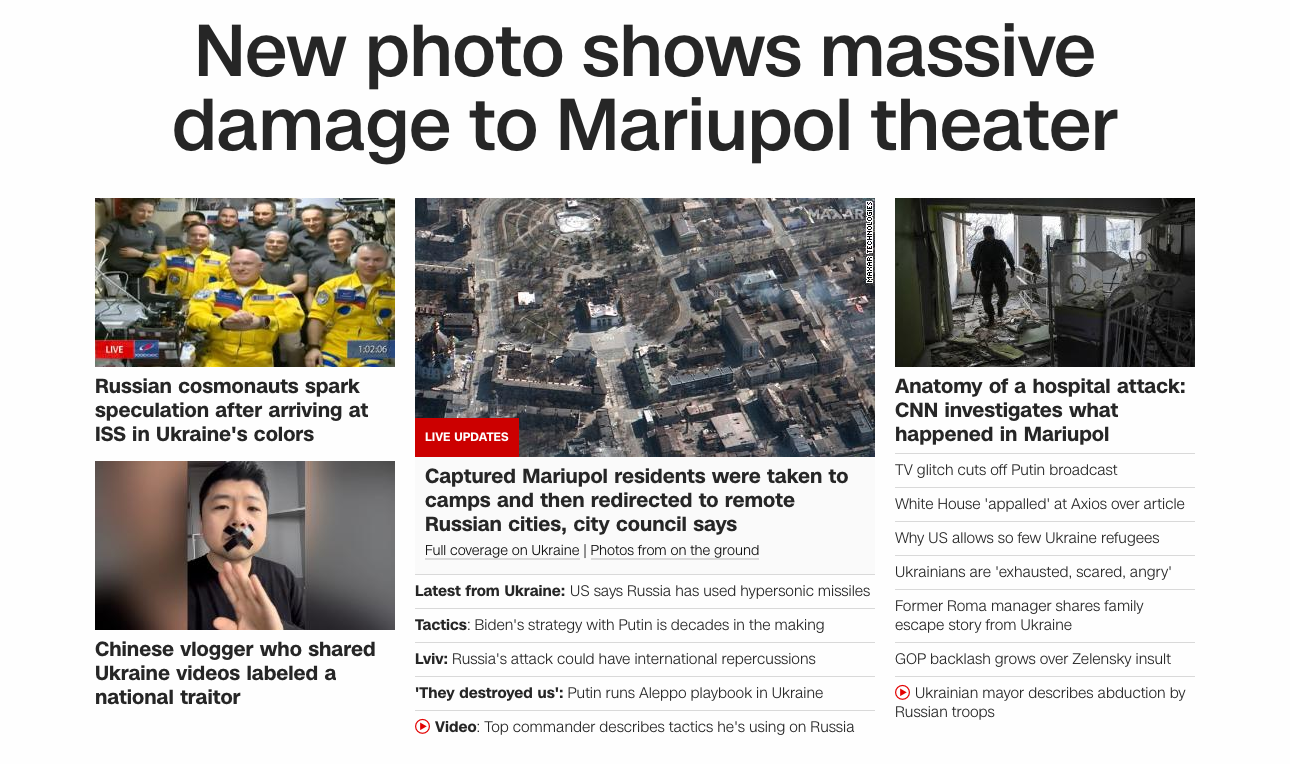 New photo shows massive
damage to Mariupol theater
LIVE
1:02:06
Russian cosmonauts spark
speculation after arriving at
ISS in Ukraine's colors
Chinese vlogger who shared
Ukraine videos labeled a
national traitor
MAXAR
MAXAR TECHNOLOGIES
LIVE UPDATES
Captured Mariupol residents were taken to
camps and then redirected to remote
Russian cities, city council says
Full coverage on Ukraine | Photos from on the ground
Latest from Ukraine: US says Russia has used hypersonic missiles
Tactics: Biden's strategy with Putin is decades in the making
Lviv: Russia's attack could have international repercussions
'They destroyed us': Putin runs Aleppo playbook in Ukraine
Video: Top commander describes tactics he's using on Russia
Anatomy of a hospital attack:
CNN investigates what
happened in Mariupol
TV glitch cuts off Putin broadcast
White House 'appalled' at Axios over article
Why US allows so few Ukraine refugees
Ukrainians are 'exhausted, scared, angry'
Former Roma manager shares family
escape story from Ukraine
GOP backlash grows over Zelensky insult
Ukrainian mayor describes abduction by
Russian troops